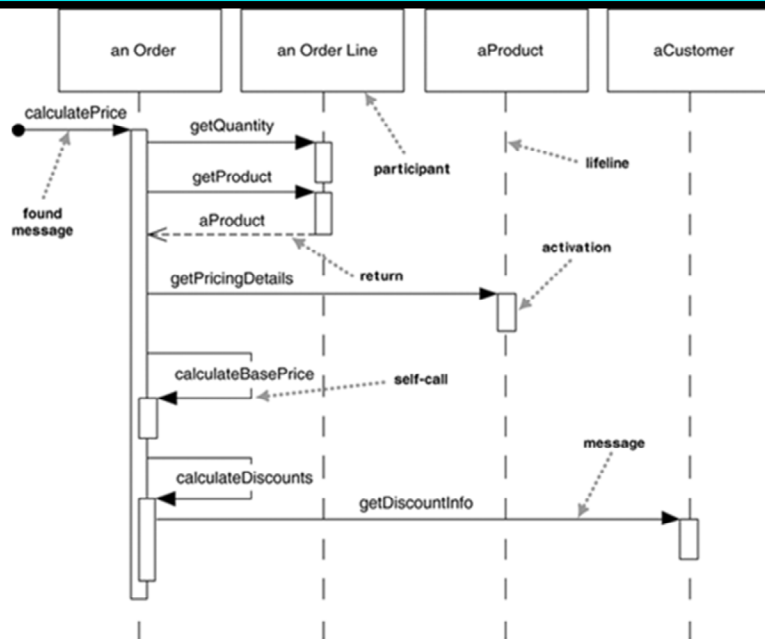 an Order
an Order Line
aProduct
aCustomer
calculatePrice
getQuantity
participant
lifeline
getProduct
found
message
aProduct
activation
return
getPricingDetails
calculateBasePrice
self-call
message
calculateDiscounts
getDiscountInfo